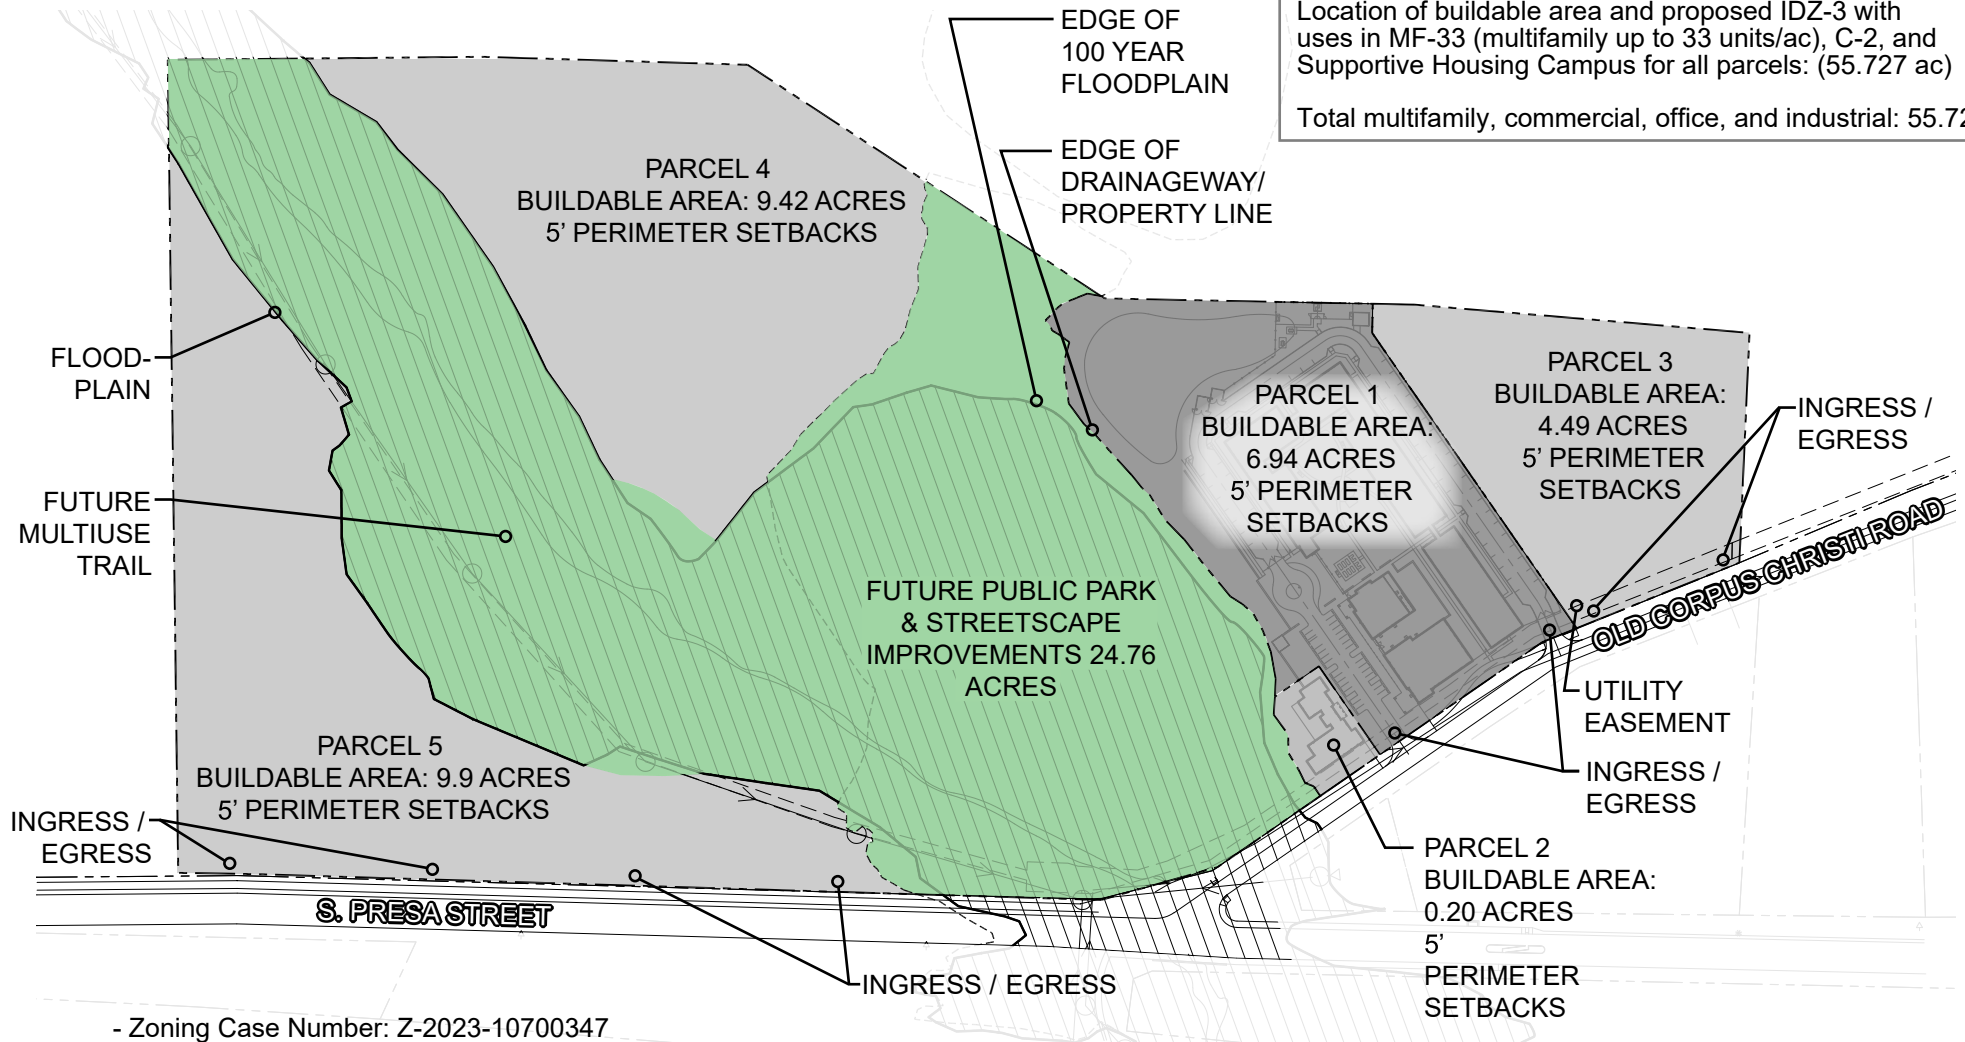 Location of buildable area and proposed IDZ-3 with
uses in MF-33 (multifamily up to 33 units/ac), C-2, and
Supportive Housing Campus for all parcels: (55.727 ac)
Total multifamily, commercial, office, and industrial: 55.72
EDGE OF
100 YEAR
FLOODPLAIN
EDGE OF
DRAINAGEWAY/
PROPERTY LINE
PARCEL 4
BUILDABLE AREA: 9.42 ACRES
5’ PERIMETER SETBACKS
FLOOD-
PLAIN
FUTURE
MULTIUSE
TRAIL
PARCEL 1
BUILDABLE AREA:
6.94 ACRES
5’ PERIMETER
SETBACKS
PARCEL 3
BUILDABLE AREA:
4.49 ACRES
5’ PERIMETER
SETBACKS
INGRESS /
EGRESS
OLD CORPUS CHRISTI ROAD
FUTURE PUBLIC PARK
& STREETSCAPE
IMPROVEMENTS 24.76
ACRES
UTILITY
EASEMENT
INGRESS /
EGRESS
PARCEL 5
BUILDABLE AREA: 9.9 ACRES
5’ PERIMETER SETBACKS
INGRESS /
EGRESS
PARCEL 2
BUILDABLE AREA:
0.20 ACRES
5’
PERIMETER
SETBACKS
S. PRESA STREET
INGRESS / EGRESS
- Zoning Case Number: Z-2023-10700347